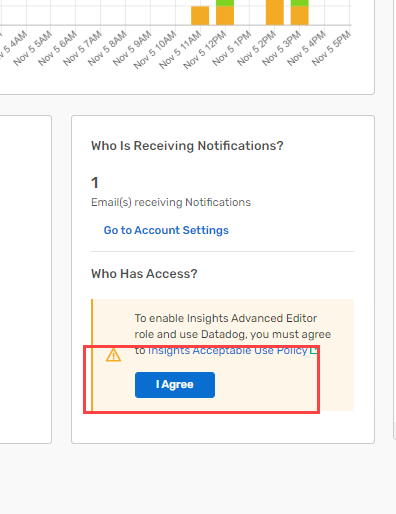 Nov 5 4AM
Nov 5 5AM
Nov 5 6AM
Nov 5 7AM
Nov 5 8AM
Nov 5 9AM
Nov 5 10AM
Nov 5 11AM
Nov 5 12PM
Nov 5 1PM
Nov 5 2PM
Nov 5 3PM
Nov 5 4PM
Nov 5 5PM
Who Is Receiving Notifications?
1
Email(s) receiving Notifications
Go to Account Settings
Who Has Access?
To enable Insights Advanced Editor
role and use Datadog, you must agree
to Insights Acceptable Use Policy
I Agree